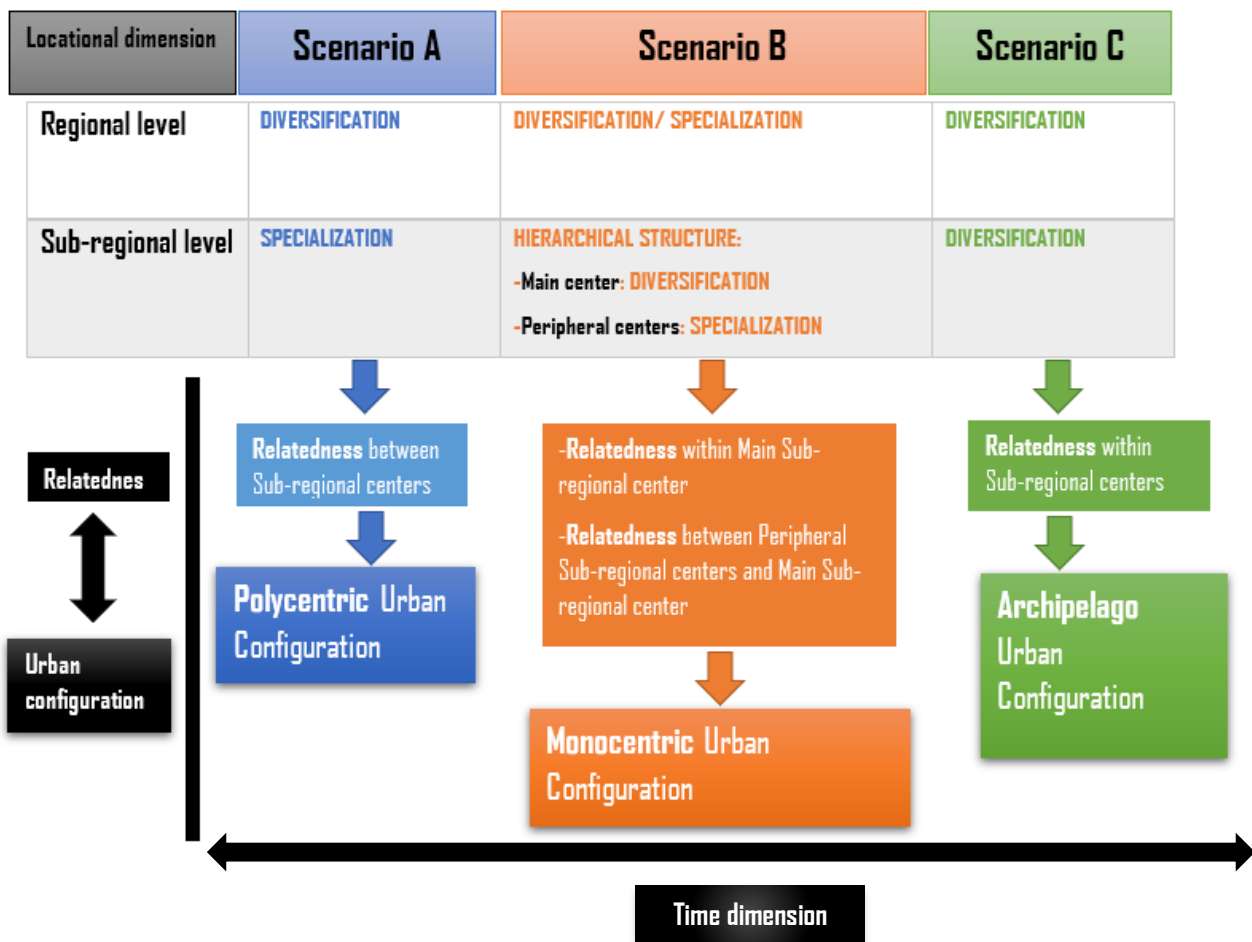 Locational dimension
Scenario A
Scenario B
Scenario C
Regional level
DIVERSIFICATION
DIVERSIFICATION/ SPECIALIZATION
DIVERSIFICATION
Sub-regional level
SPECIALIZATION
HIERARCHICAL STRUCTURE:
-Main center: DIVERSIFICATION
-Peripheral centers: SPECIALIZATION
DIVERSIFICATION
Relatednes
Urban
configuration
Relatedness between
Sub-regional centers
Polycentric Urban
Configuration
-Relatedness within Main Sub-
regional center
-Relatedness between Peripheral
Sub-regional centers and Main Sub-
regional center
Monocentric Urban
Configuration
Relatedness within
Sub-regional centers
Archipelago
Urban
Configuration
Time dimension